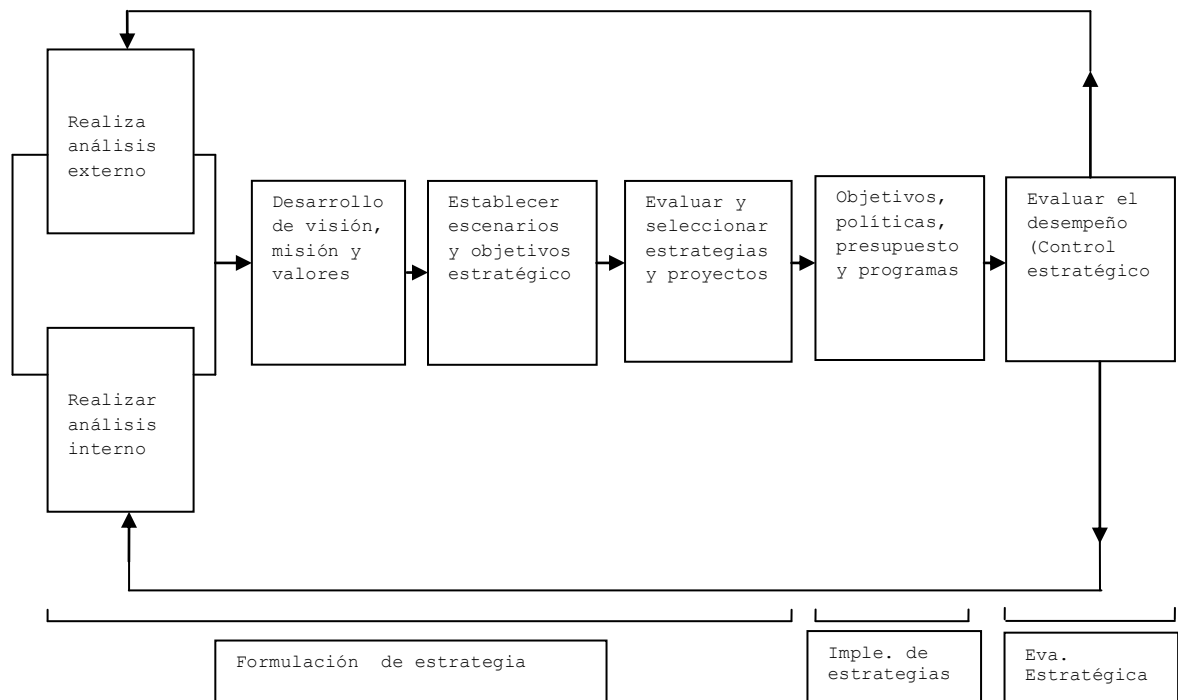 Realiza
análisis
externo
Realizar
análisis
interno
Desarrollo
de visión,
misión y
valores
Establecer
escenarios
y objetivos
estratégico
Evaluar y
seleccionar
estrategias
y proyectos
Objetivos,
políticas,
presupuesto
y programas
Evaluar el
desempeño
(Control
estratégico
Formulación  de estrategia
Imple. de
estrategias
Eva.
Estratégica